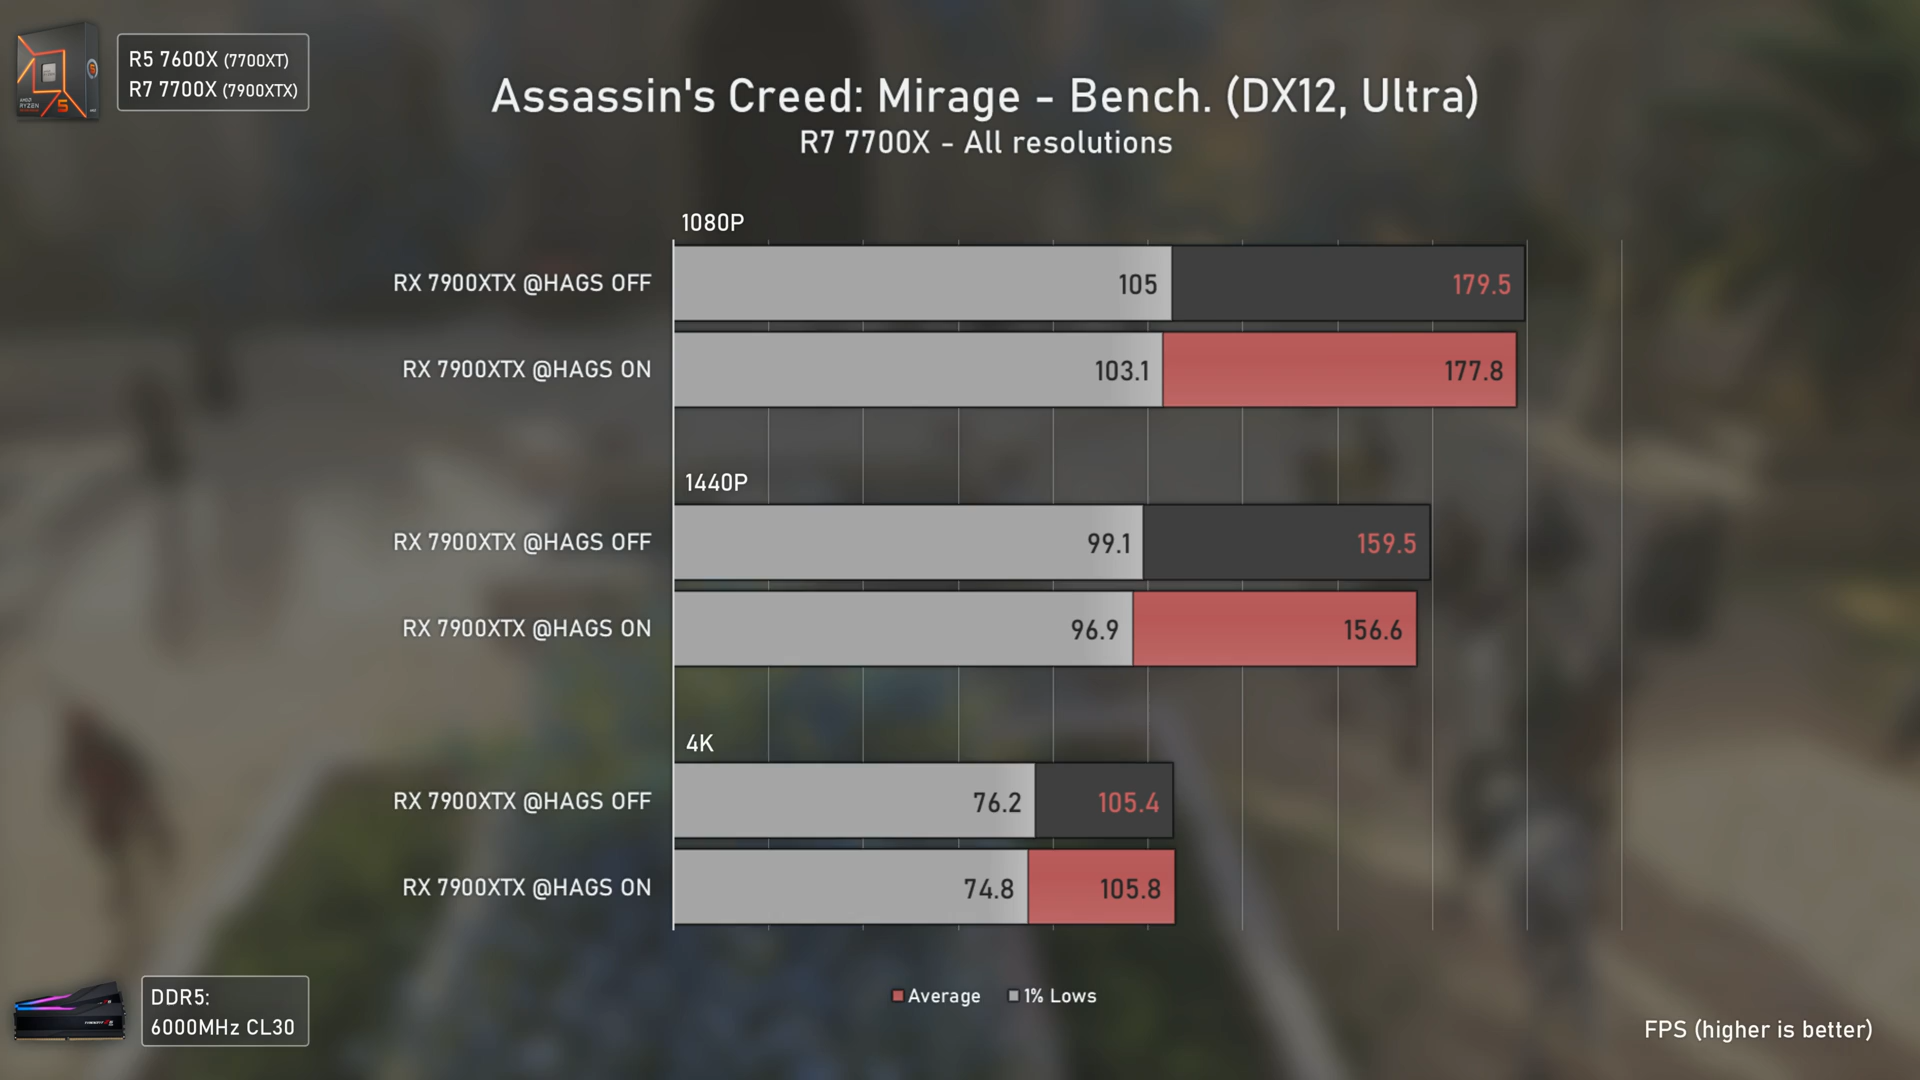 R5 7600X (7700XT)
R7 7700X (7900XTX)
AMD
RYZEN
5
Assassin's Creed: Mirage - Bench. (DX12, Ultra)
R7 7700X - All resolutions
1080P
RX 7900XTX @HAGS OFF 105 179.5
RX 7900XTX @HAGS ON 103.1 177.8
1440P
RX 7900XTX @HAGS OFF 99.1 159.5
RX 7900XTX @HAGS ON 96.9 156.6
4K
RX 7900XTX @HAGS OFF 76.2 105.4
RX 7900XTX @HAGS ON 74.8 105.8
Average 1% Lows
DDR5:
6000MHz CL30
FPS (higher is better)